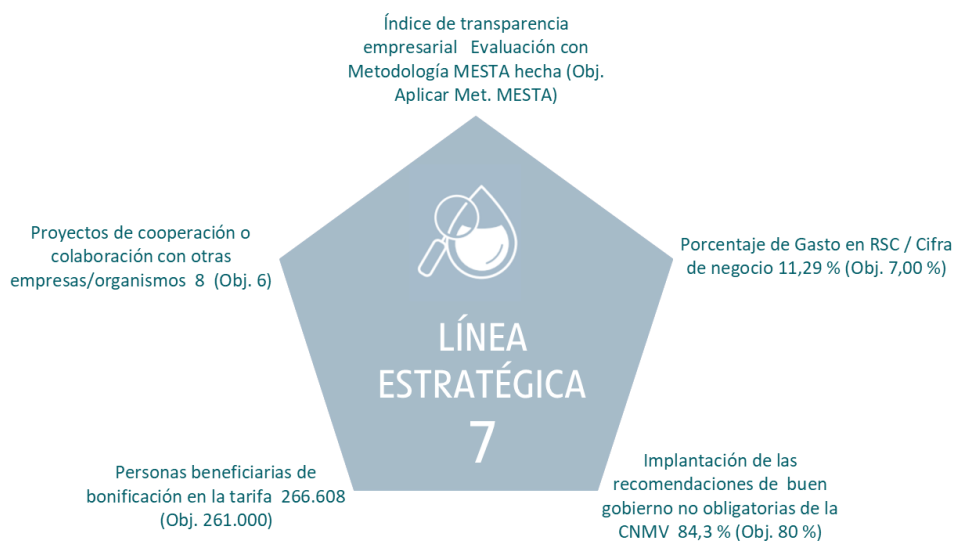 Índice de transparencia
empresarial Evaluación con
Metodología MESTA hecha (Obj.
Aplicar Met. MESTA)
Proyectos de cooperación o
colaboración con otras
empresas/organismos 8 (Obj. 6)
Porcentaje de Gasto en RSC / Cifra
de negocio 11,29 % (Obj. 7,00 %)
LÍNEA
ESTRATÉGICA
7
Personas beneficiarias de
bonificación en la tarifa 266.608
(Obj. 261.000)
Implantación de las
recomendaciones de buen
gobierno no obligatorias de la
CNMV 84,3 % (Obj. 80 %)